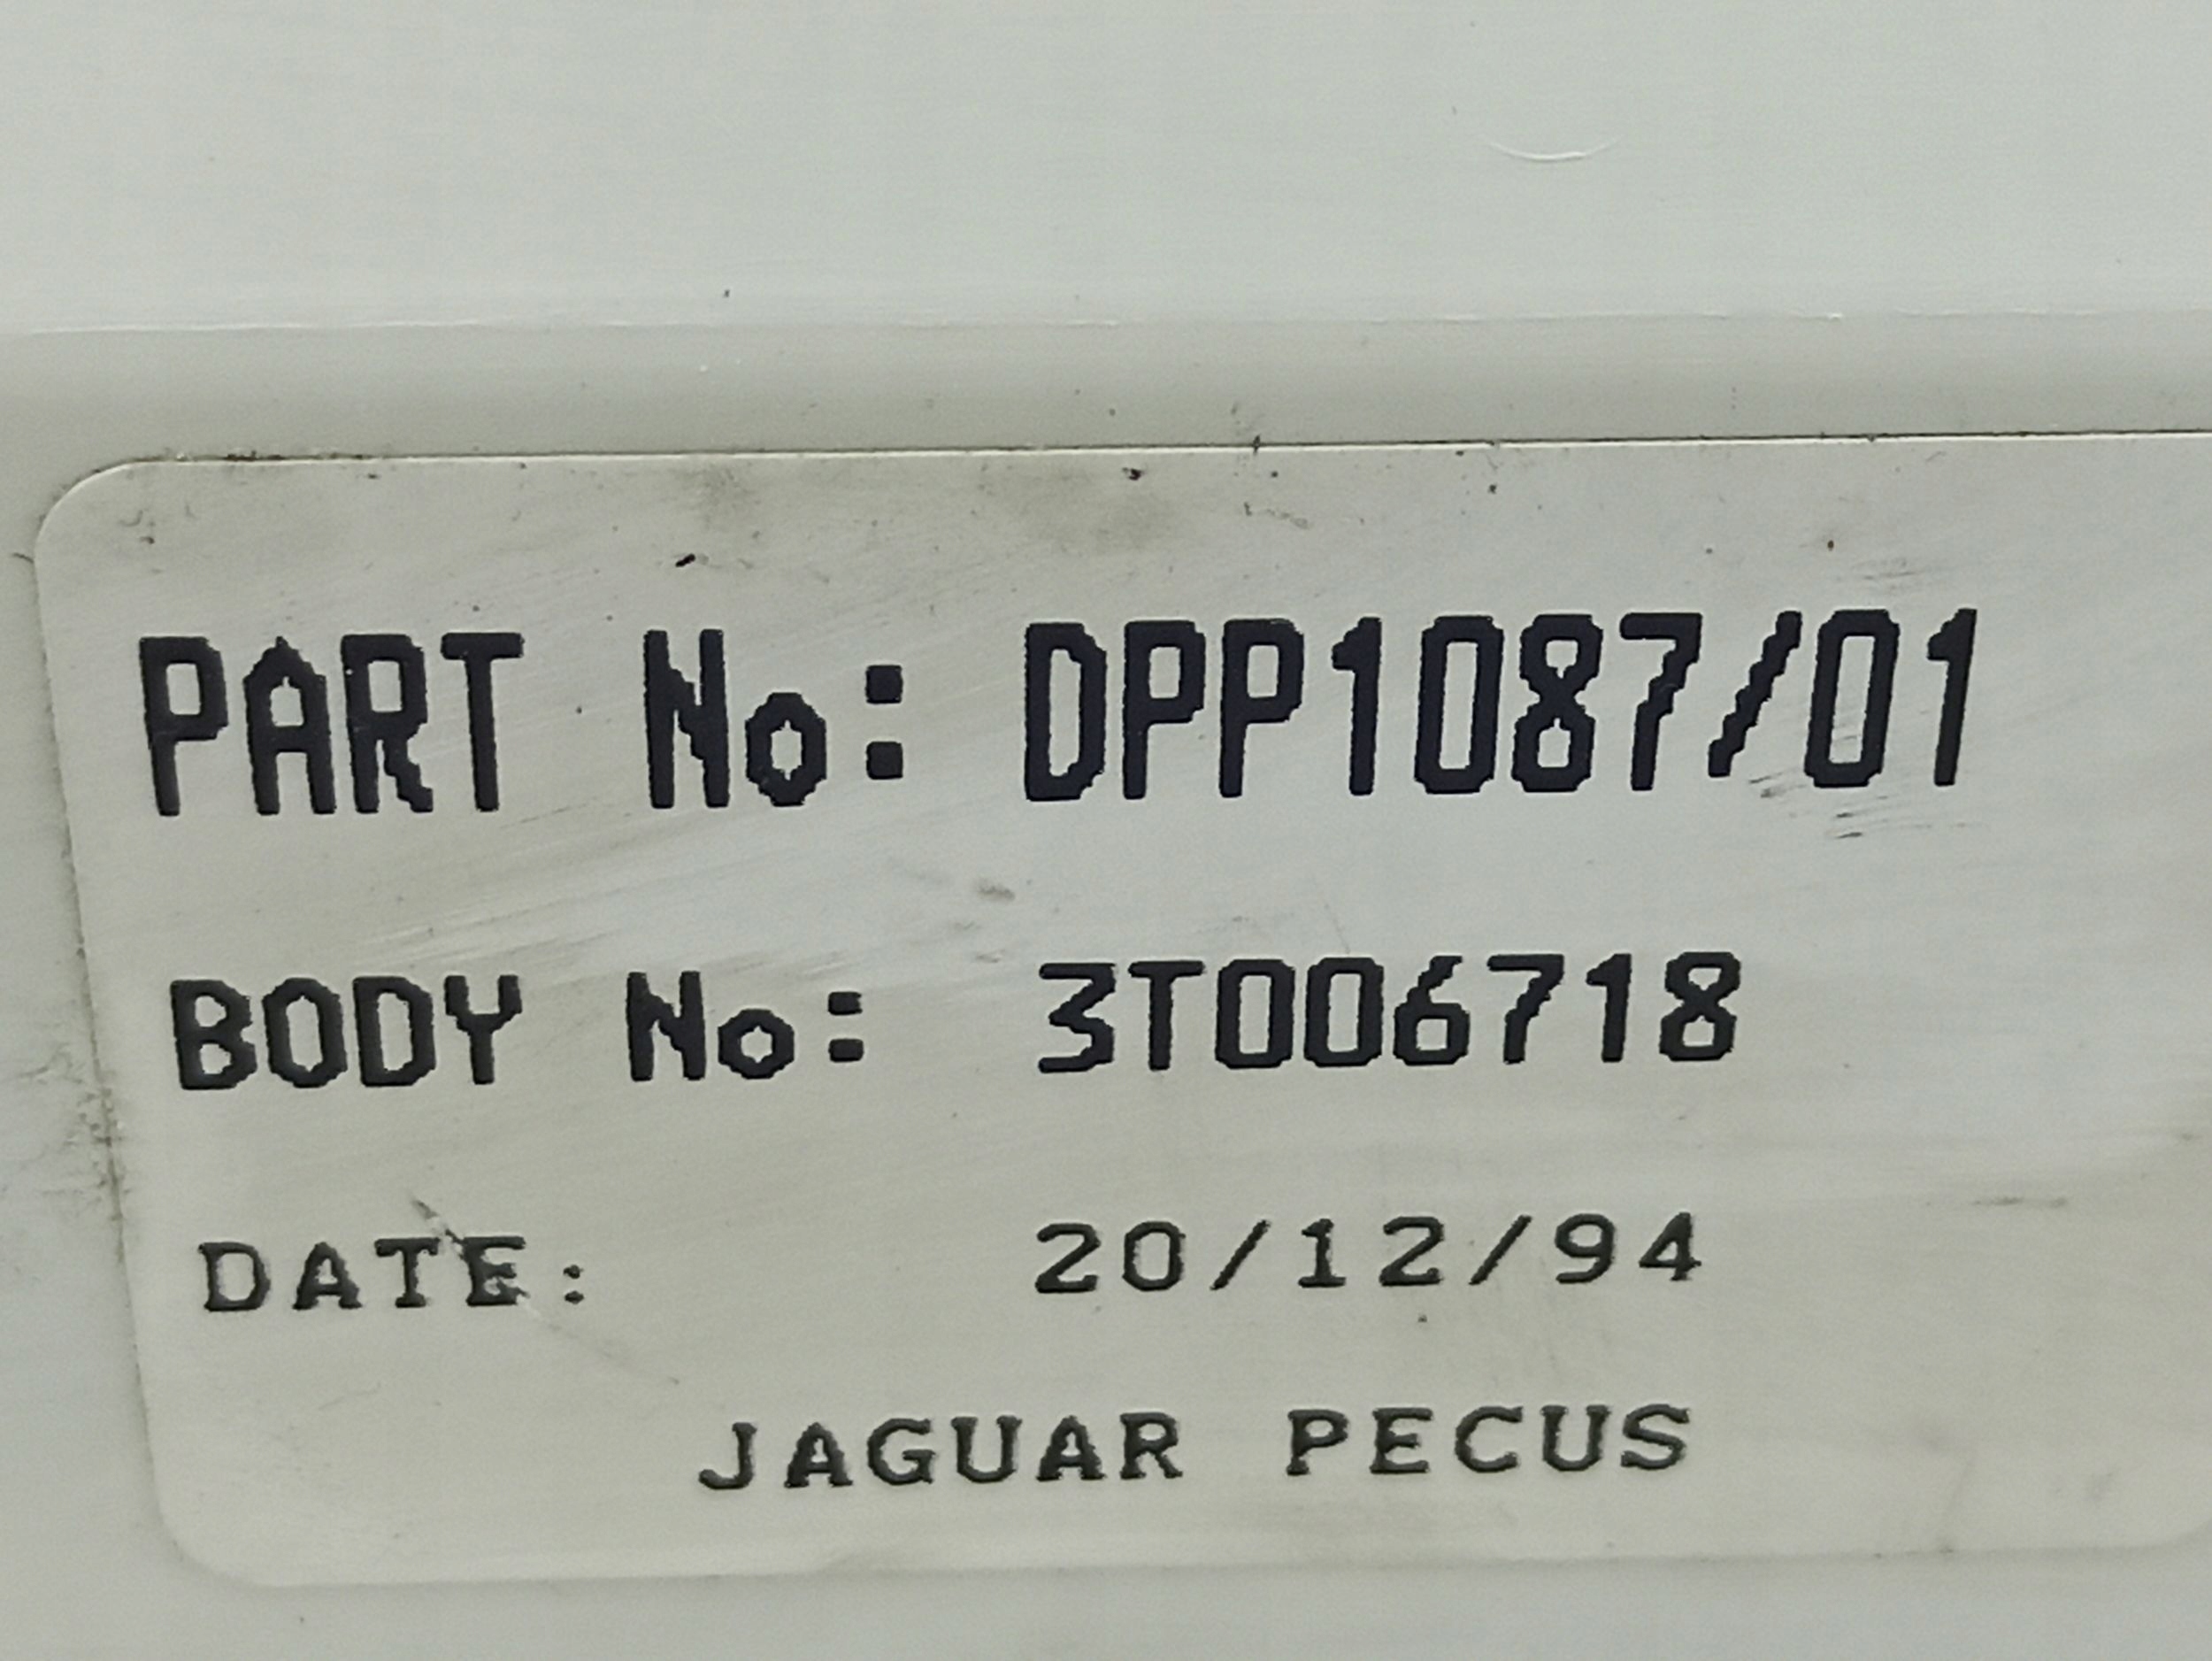 PART No: DPP1087/01
BODY No: 3T006718
DATE: 20/12/94
JAGUAR PECUS